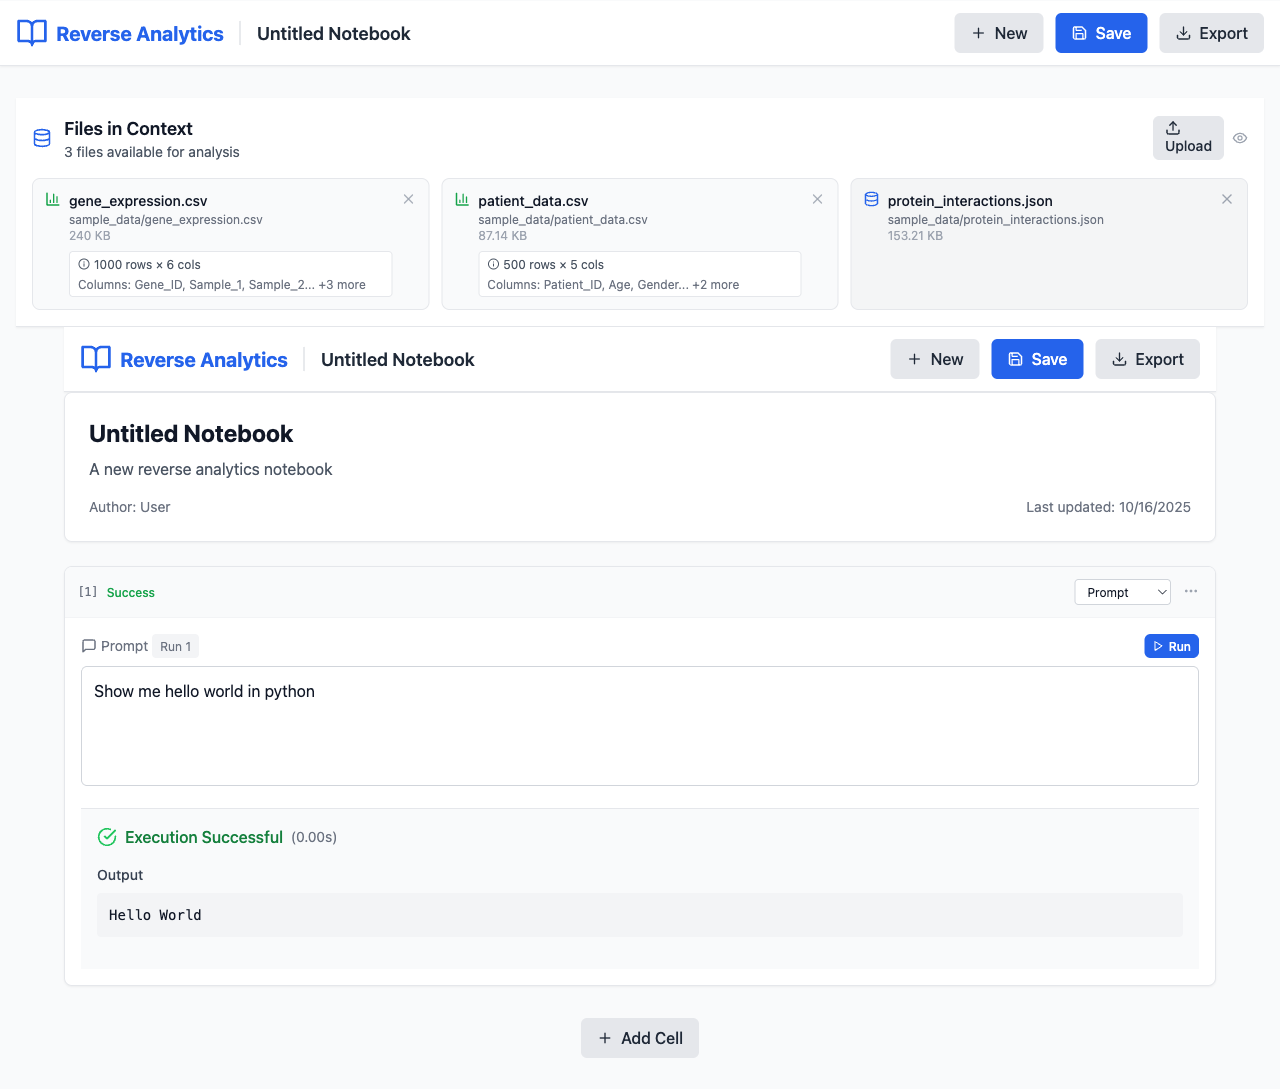 Reverse Analytics Untitled Notebook New Save Export
Files in Context
3 files available for analysis
Upload
gene_expression.csv
sample_data/gene_expression.csv
240 KB
1000 rows × 6 cols
Columns: Gene_ID, Sample_1, Sample_2... +3 more
patient_data.csv
sample_data/patient_data.csv
87.14 KB
500 rows × 5 cols
Columns: Patient_ID, Age, Gender... +2 more
protein_interactions.json
sample_data/protein_interactions.json
153.21 KB
Reverse Analytics Untitled Notebook New Save Export
Untitled Notebook
A new reverse analytics notebook
Author: User Last updated: 10/16/2025
[1] Success Prompt
Prompt Run 1 Run
Show me hello world in python
Execution Successful (0.00s)
Output
Hello World
Add Cell